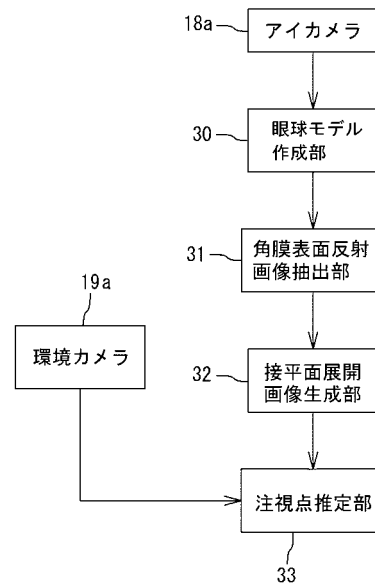 18a
アイカメラ
30
眼球モデル
作成部
31
角膜表面反射
画像抽出部
19a
環境カメラ
32
接平面展開
画像生成部
注視点推定部
33